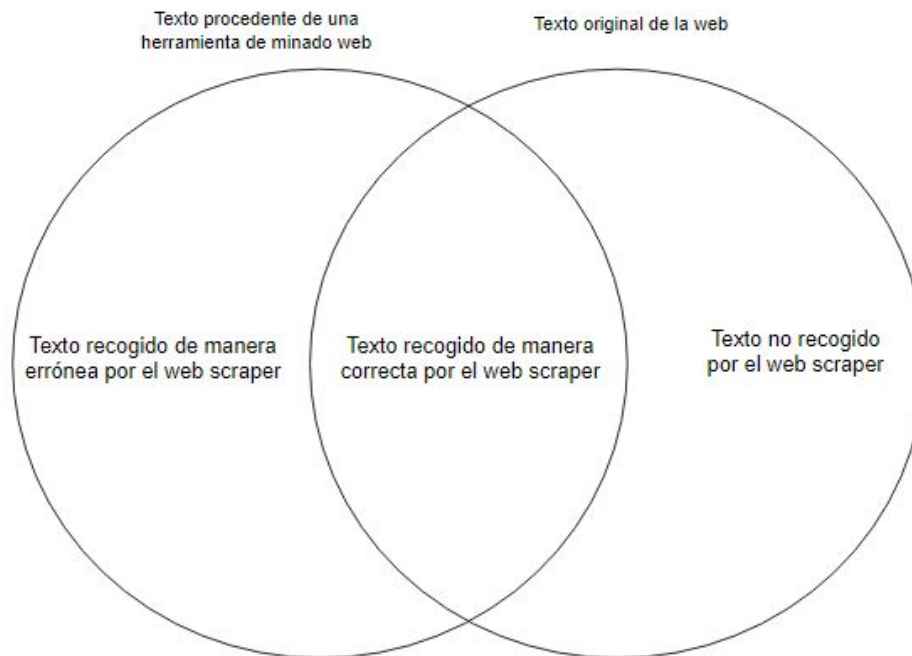 Texto procedente de una
herramienta de minado web
Texto original de la web
Texto recogido de manera
errónea por el web scraper
Texto recogido de manera
correcta por el web scraper
Texto no recogido
por el web scraper